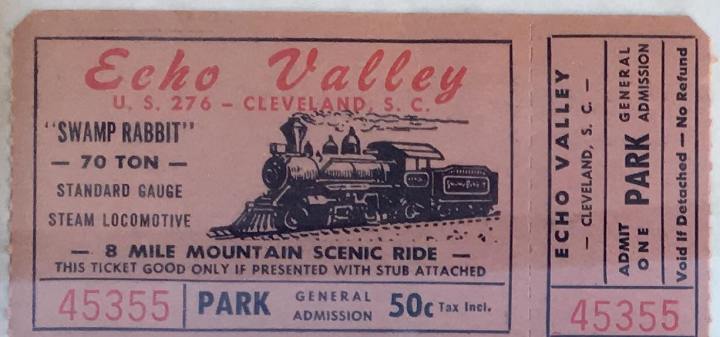 Echo Valley
U. S. 276 – CLEVELAND, S. C.
"SWAMP RABBIT"
— 70 TON —
STANDARD GAUGE
STEAM LOCOMOTIVE
— 8 MILE MOUNTAIN SCENIC RIDE —
THIS TICKET GOOD ONLY IF PRESENTED WITH STUB ATTACHED
45355
PARK
GENERAL
ADMISSION
50c Tax Incl.
ECHO VALLEY
— CLEVELAND, S. C. —
ADMIT
ONE
PARK
GENERAL
ADMISSION
Void If Detached — No Refund
45355